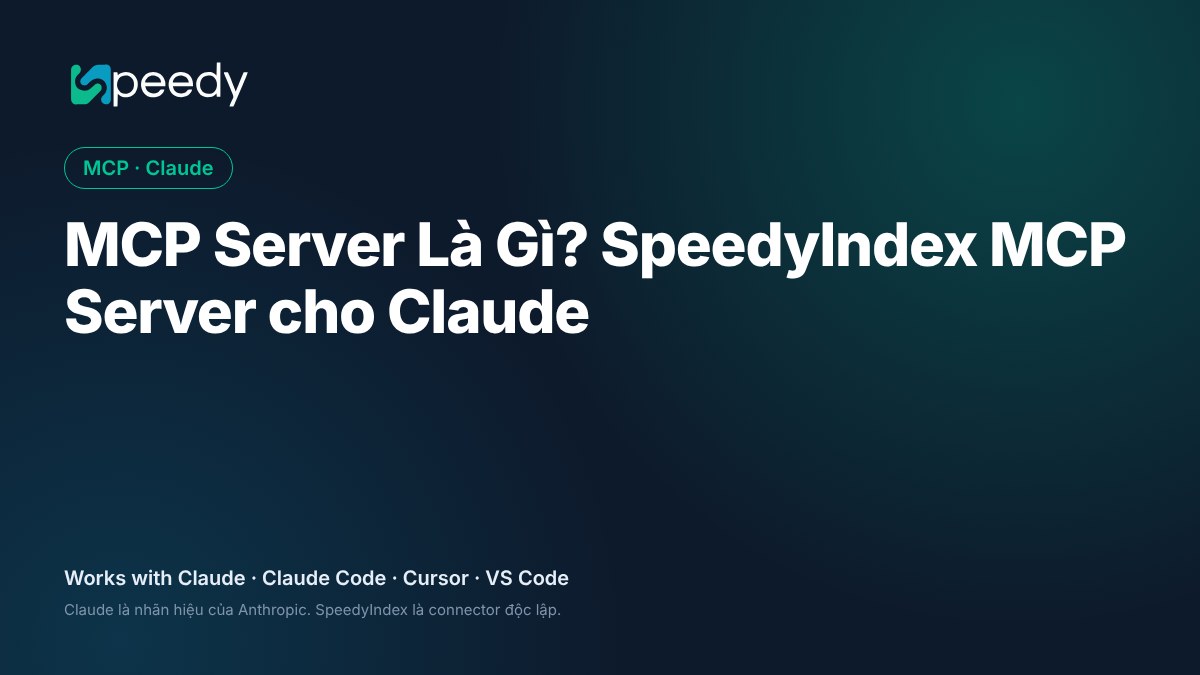 Speedy
MCP · Claude
MCP Server Là Gì? SpeedyIndex MCP
Server cho Claude
Works with Claude · Claude Code · Cursor · VS Code
Claude là nhãn hiệu của Anthropic. SpeedyIndex là connector độc lập.